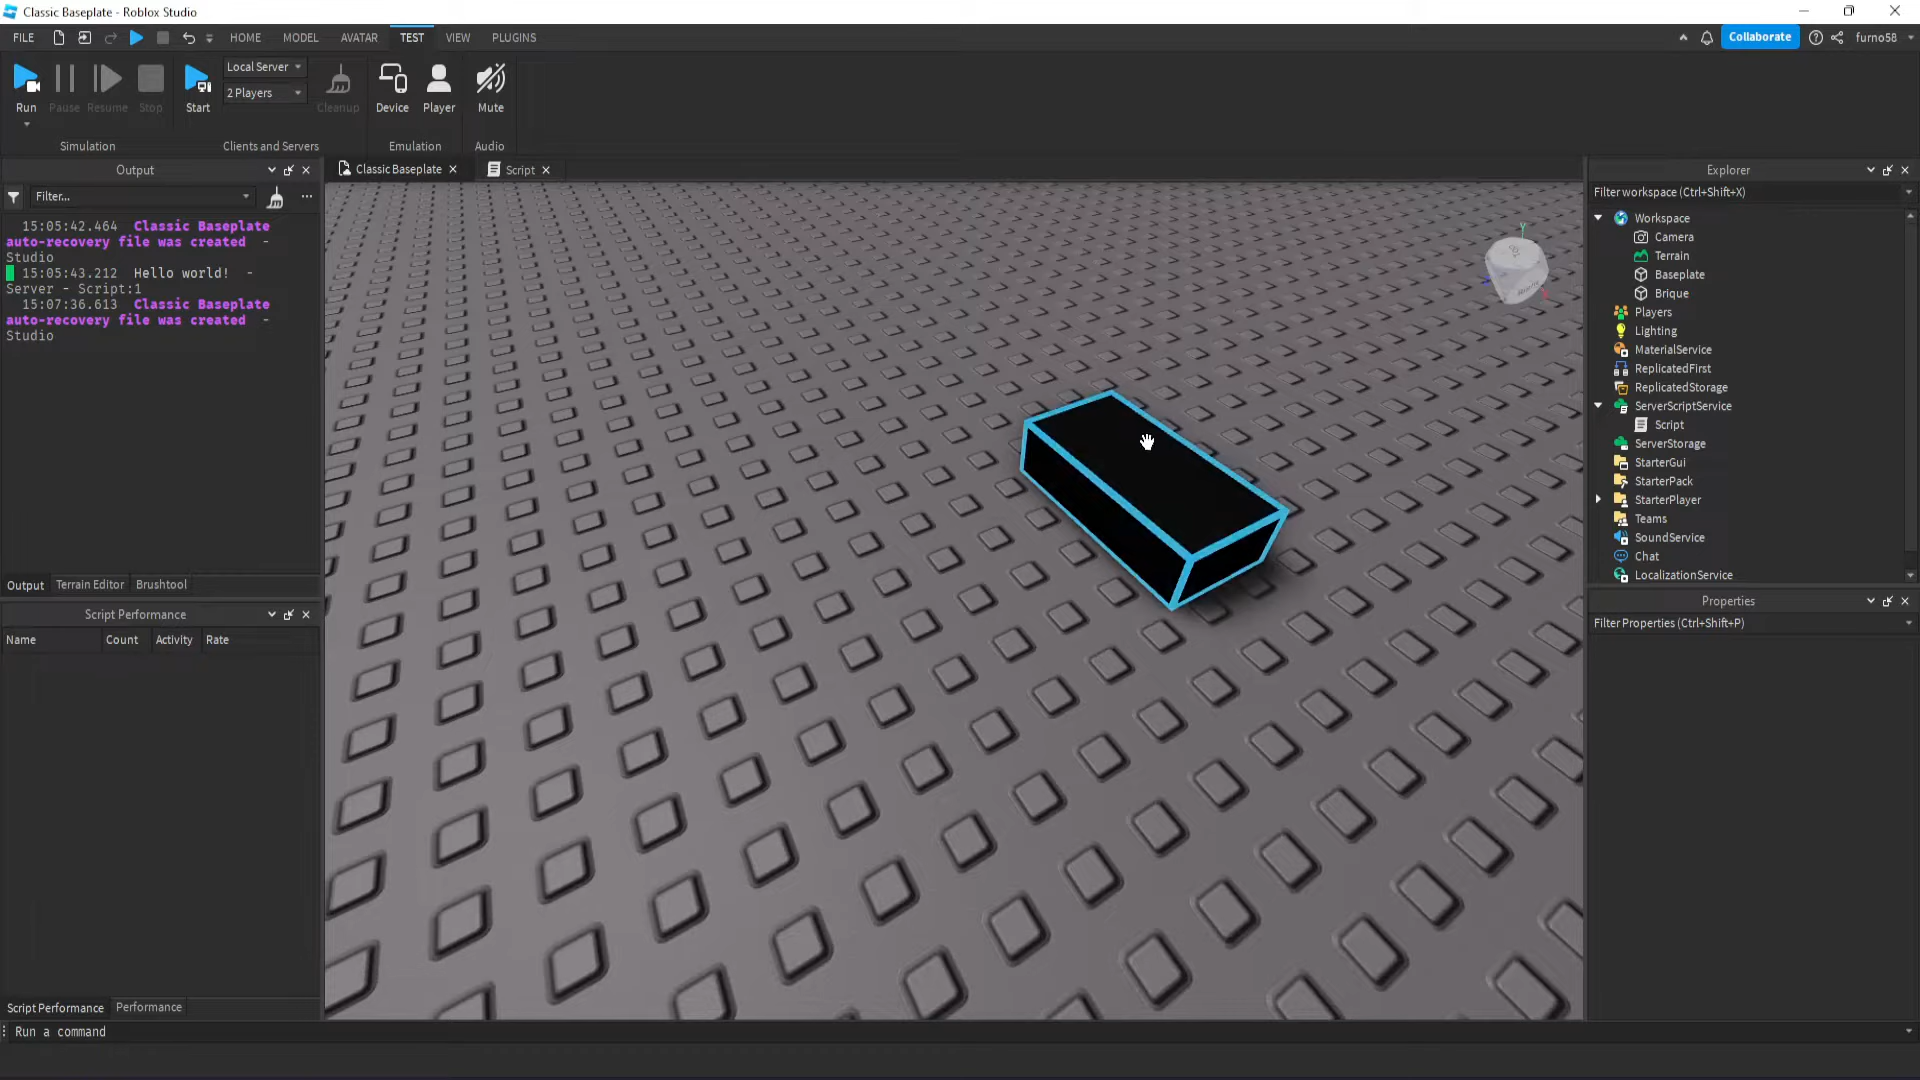 Classic Baseplate - Roblox Studio
FILE
HOME
MODEL
AVATAR
TEST
VIEW
PLUGINS
Collaborate
furno58
Run
Pause
Resume
Stop
Start
Local Server
2 Players
Cleanup
Device
Player
Mute
Simulation
Clients and Servers
Emulation
Audio
Output
Filter...
15:05:42.464 Classic Baseplate
auto-recovery file was created -
Studio
15:05:43.212 Hello world! -
Server - Script:1
15:07:36.613 Classic Baseplate
auto-recovery file was created -
Studio
Output
Terrain Editor
Brushtool
Script Performance
Name
Count
Activity
Rate
Script Performance
Performance
Run a command
Classic Baseplate
Script
Y
Explorer
Filter workspace (Ctrl+Shift+X)
Workspace
Camera
Terrain
Baseplate
Brique
Players
Lighting
MaterialService
ReplicatedFirst
ReplicatedStorage
ServerScriptService
Script
ServerStorage
StarterGui
StarterPack
StarterPlayer
Teams
SoundService
Chat
LocalizationService
Properties
Filter Properties (Ctrl+Shift+P)